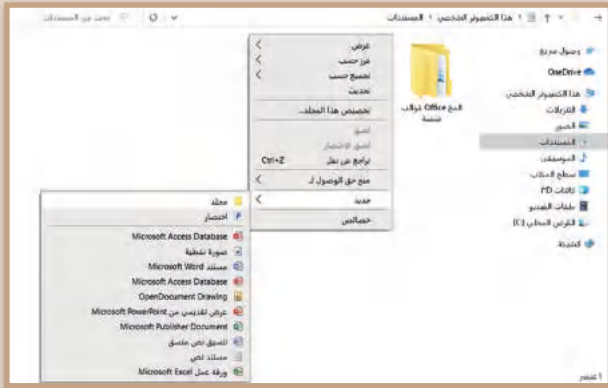 هذا الكمبيوتر الشخصي › المستندات
بحث في المستندات
وصول سريع
OneDrive
هذا الكمبيوتر الشخصي
التنزيلات
الصور
المستندات
الموسيقى
سطح المكتب
كائنات 3D
ملفات الفيديو
القرص المحلي (C:)
الشبكة
1 عنصر
قوالب Office
مخصصة
عرض
فرز حسب
تجميع حسب
تحديث
تخصيص هذا المجلد...
لصق
لصق الاختصار
تراجع عن نقل Ctrl+Z
منح حق الوصول لـ
جديد
خصائص
مجلد
اختصار
Microsoft Access Database
صورة نقطية
مستند Microsoft Word
Microsoft Access Database
OpenDocument Drawing
عرض تقديمي من Microsoft PowerPoint
Microsoft Publisher Document
تنسيق نص منسق
مستند نصي
ورقة عمل Microsoft Excel